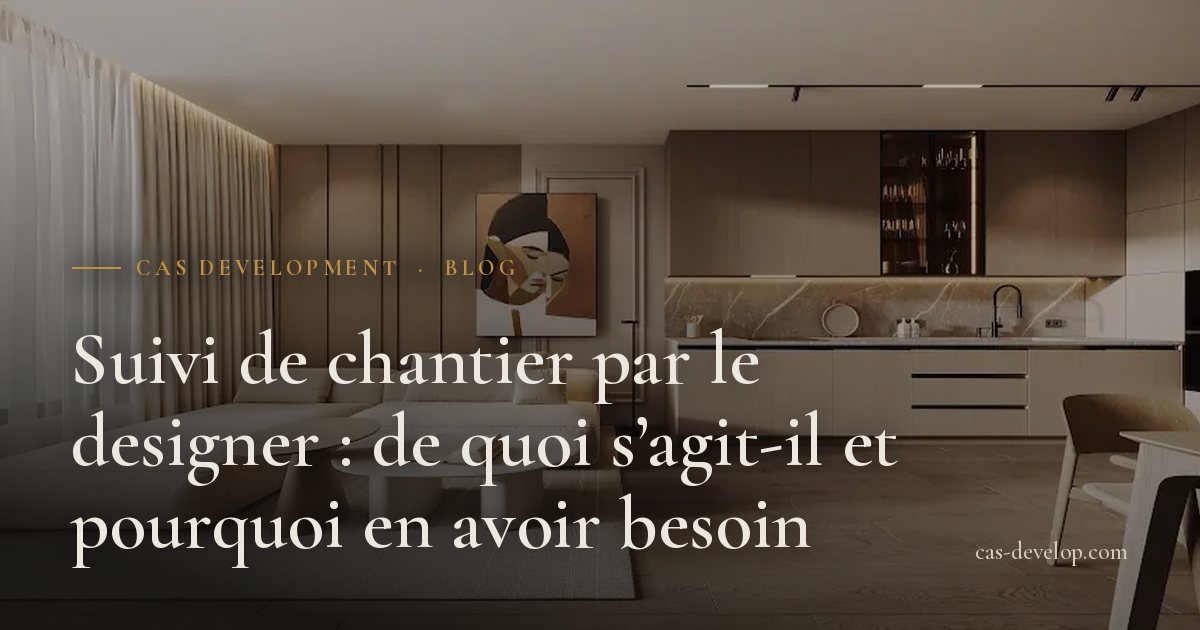 CAS DEVELOPMENT · BLOG
Suivi de chantier par le
designer : de quoi s’agit-il et
pourquoi en avoir besoin
cas-develop.com